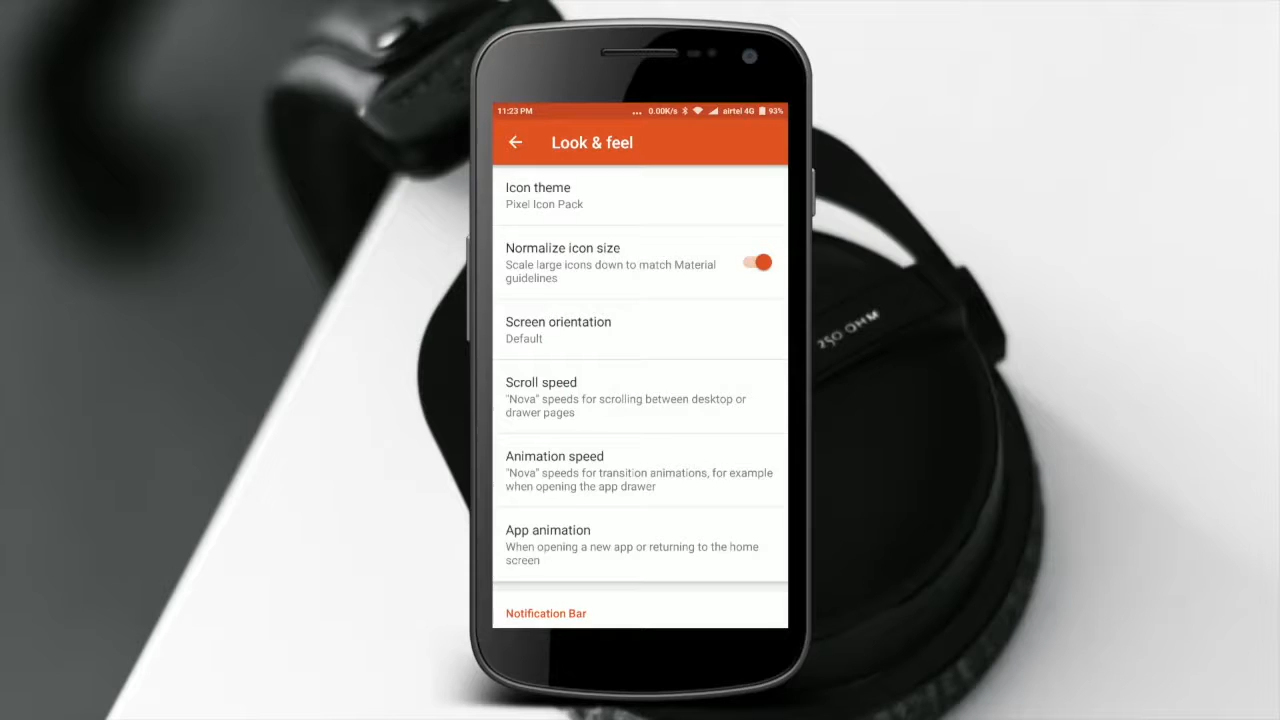 11:23 PM ... 0.00K/s airtel 4G 93%
Look & feel
Icon theme
Pixel Icon Pack
Normalize icon size
Scale large icons down to match Material
guidelines
Screen orientation
Default
Scroll speed
"Nova" speeds for scrolling between desktop or
drawer pages
Animation speed
"Nova" speeds for transition animations, for example
when opening the app drawer
App animation
When opening a new app or returning to the home
screen
Notification Bar
250 OHM